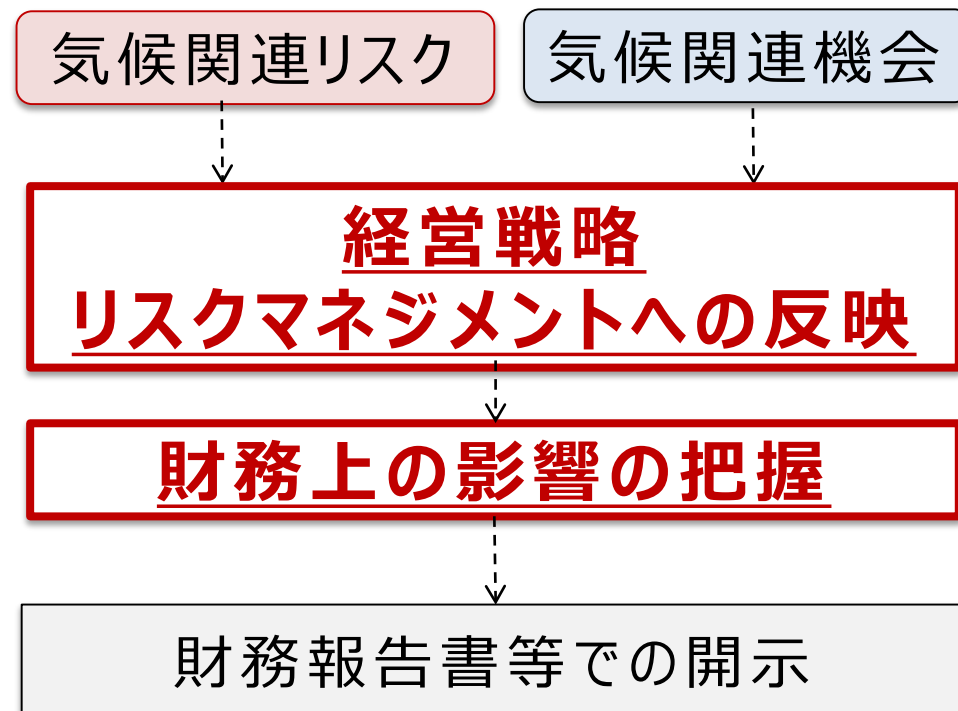 気候関連リスク
気候関連機会
経営戦略
リスクマネジメントへの反映
財務上の影響の把握
財務報告書等での開示